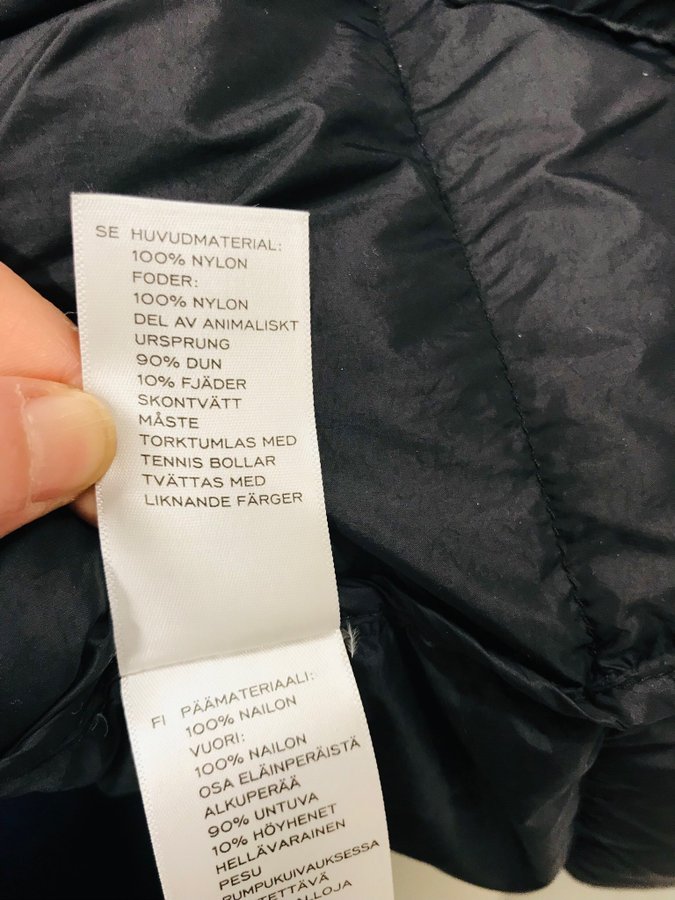 SE HUVUDMATERIAL:
100% NYLON
FODER:
100% NYLON
DEL AV ANIMALISKT
URSPRUNG
90% DUN
10% FJÄDER
SKONTVÄTT
MÅSTE
TORKTUMLAS MED
TENNIS BOLLAR
TVÄTTAS MED
LIKNANDE FÄRGER
FI PÄÄMATERIAALI:
100% NAILON
VUORI:
100% NAILON
OSA ELÄINPERÄISTÄ
ALKUPERÄÄ
90% UNTUVA
10% HÖYHENET
HELLÄVARAINEN
PESU
RUMPUKUIVAUKSESSA